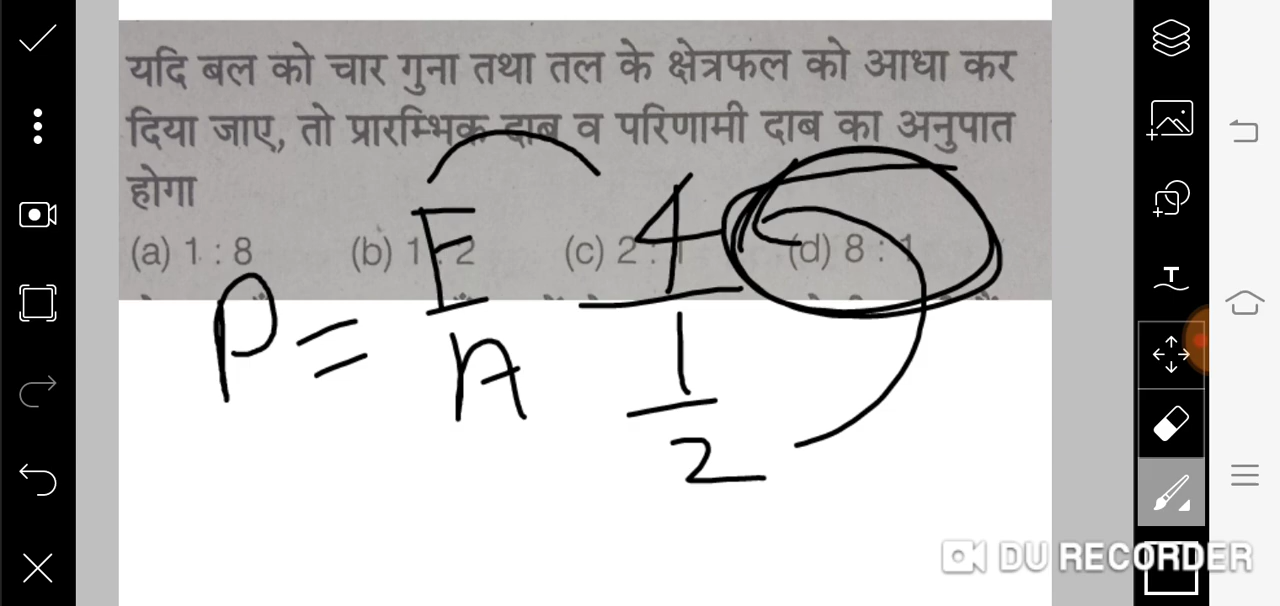 यदि बल को चार गुना तथा तल के क्षेत्रफल को आधा कर
दिया जाए, तो प्रारम्भिक दाब व परिणामी दाब का अनुपात
होगा
(a) 1 : 8 (b) 1 : 2 (c) 2 : 1 (d) 8 : 1
P = F 4
A 1
2
T
DU RECORDER